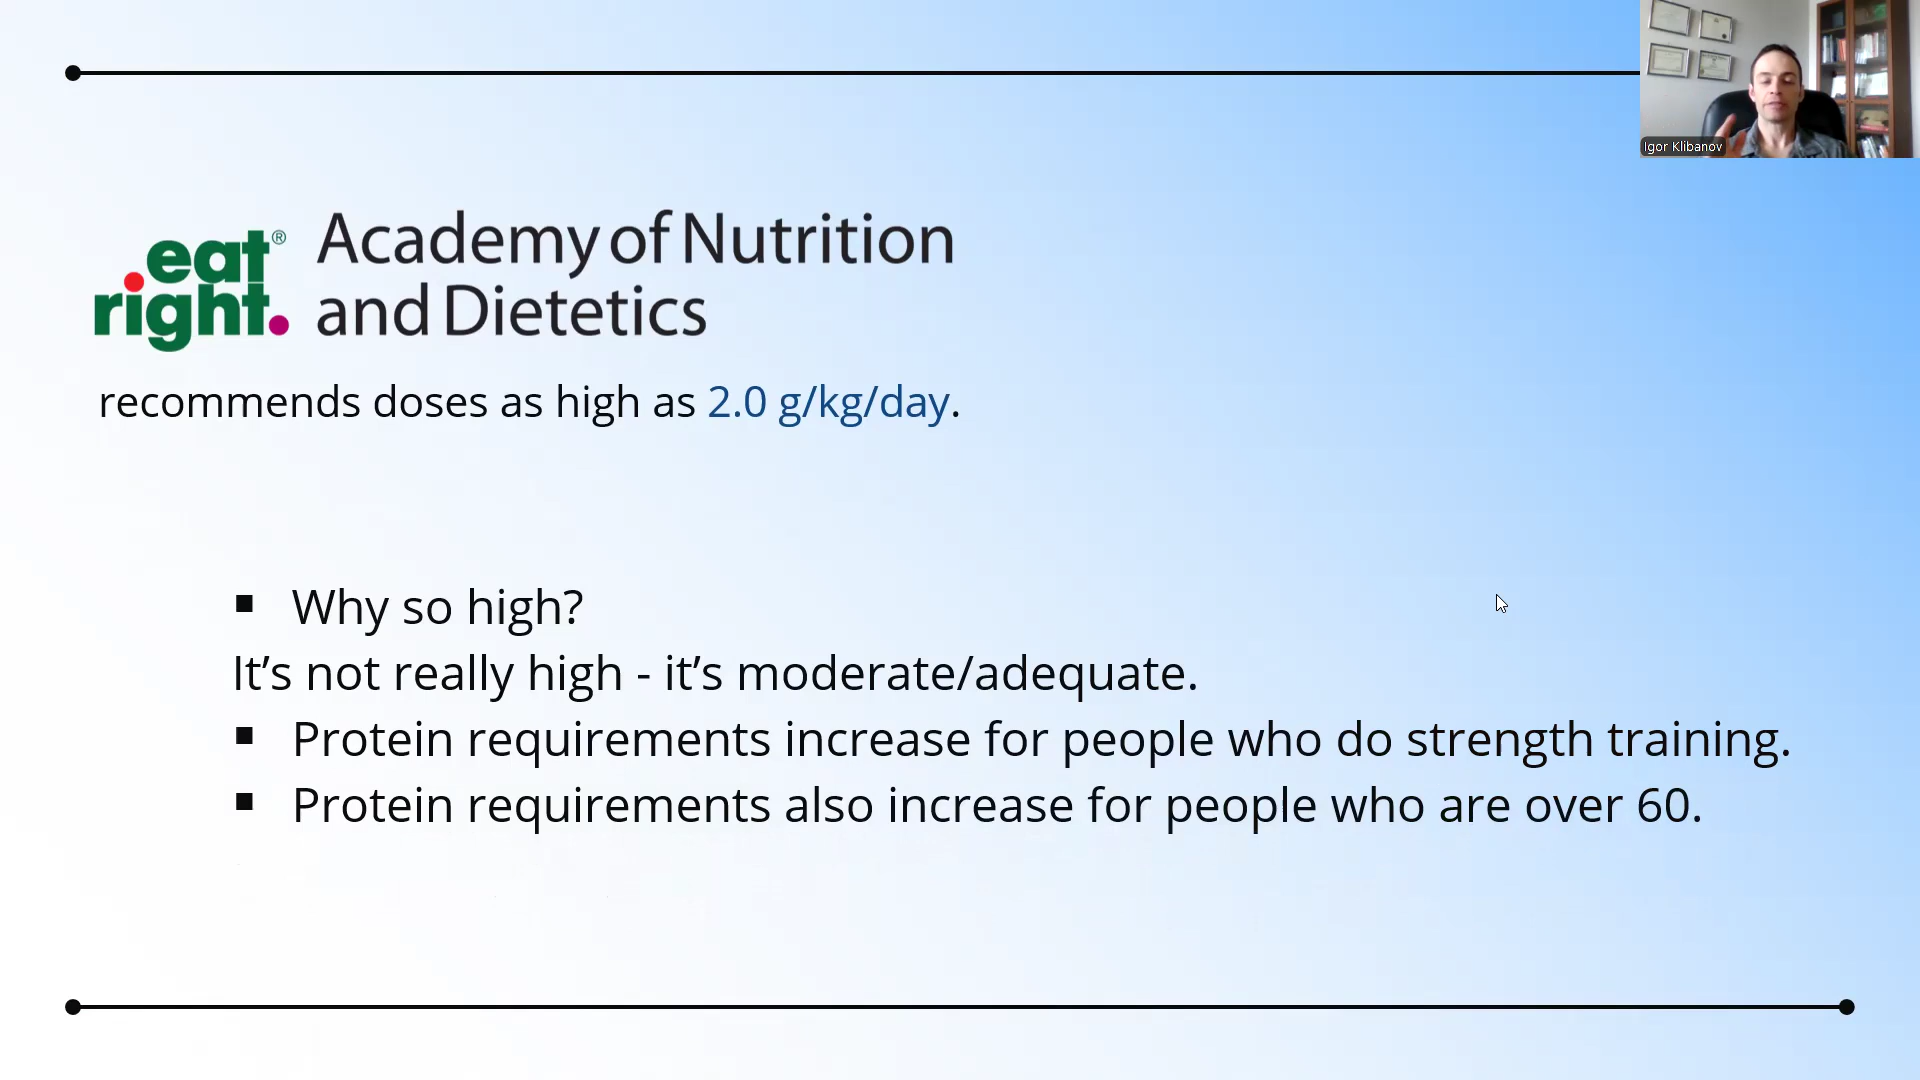 Igor Klibanov
eat®
right.
Academy of Nutrition
and Dietetics
recommends doses as high as 2.0 g/kg/day.
▪ Why so high?
It’s not really high - it’s moderate/adequate.
▪ Protein requirements increase for people who do strength training.
▪ Protein requirements also increase for people who are over 60.